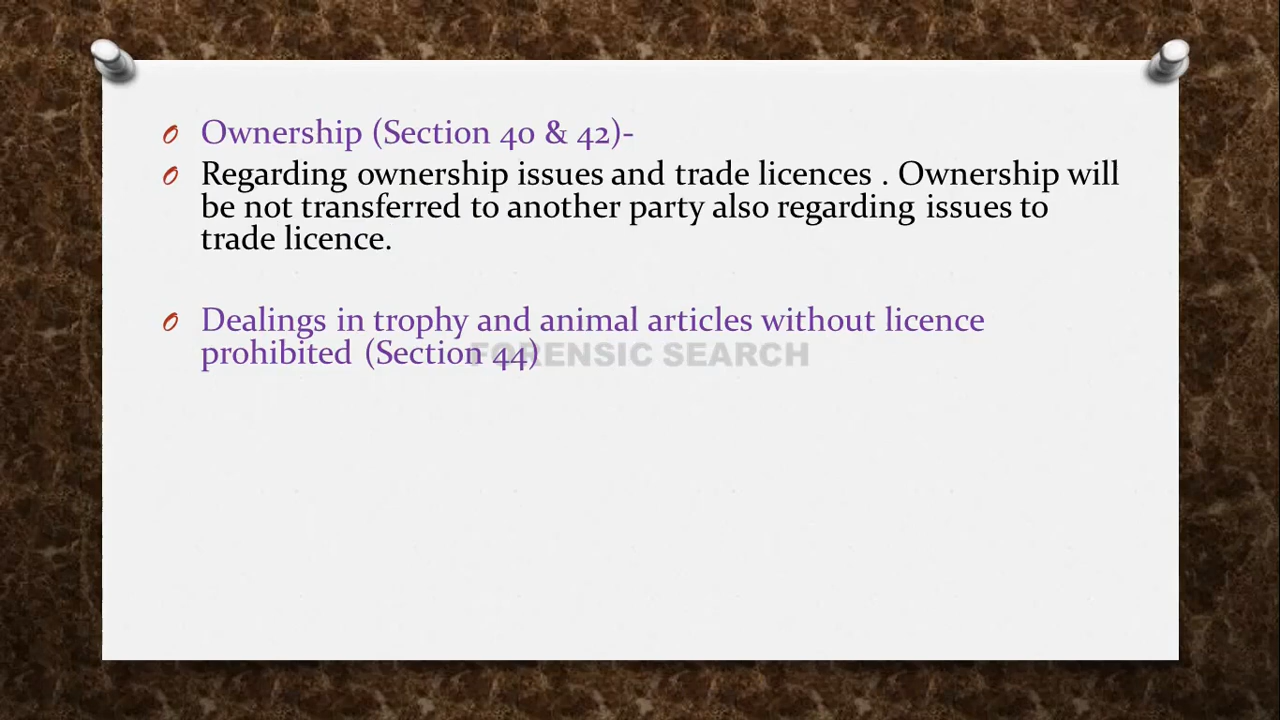 Ownership (Section 40 & 42)-
Regarding ownership issues and trade licences . Ownership will
be not transferred to another party also regarding issues to
trade licence.
Dealings in trophy and animal articles without licence
prohibited (Section 44)
FORENSIC SEARCH